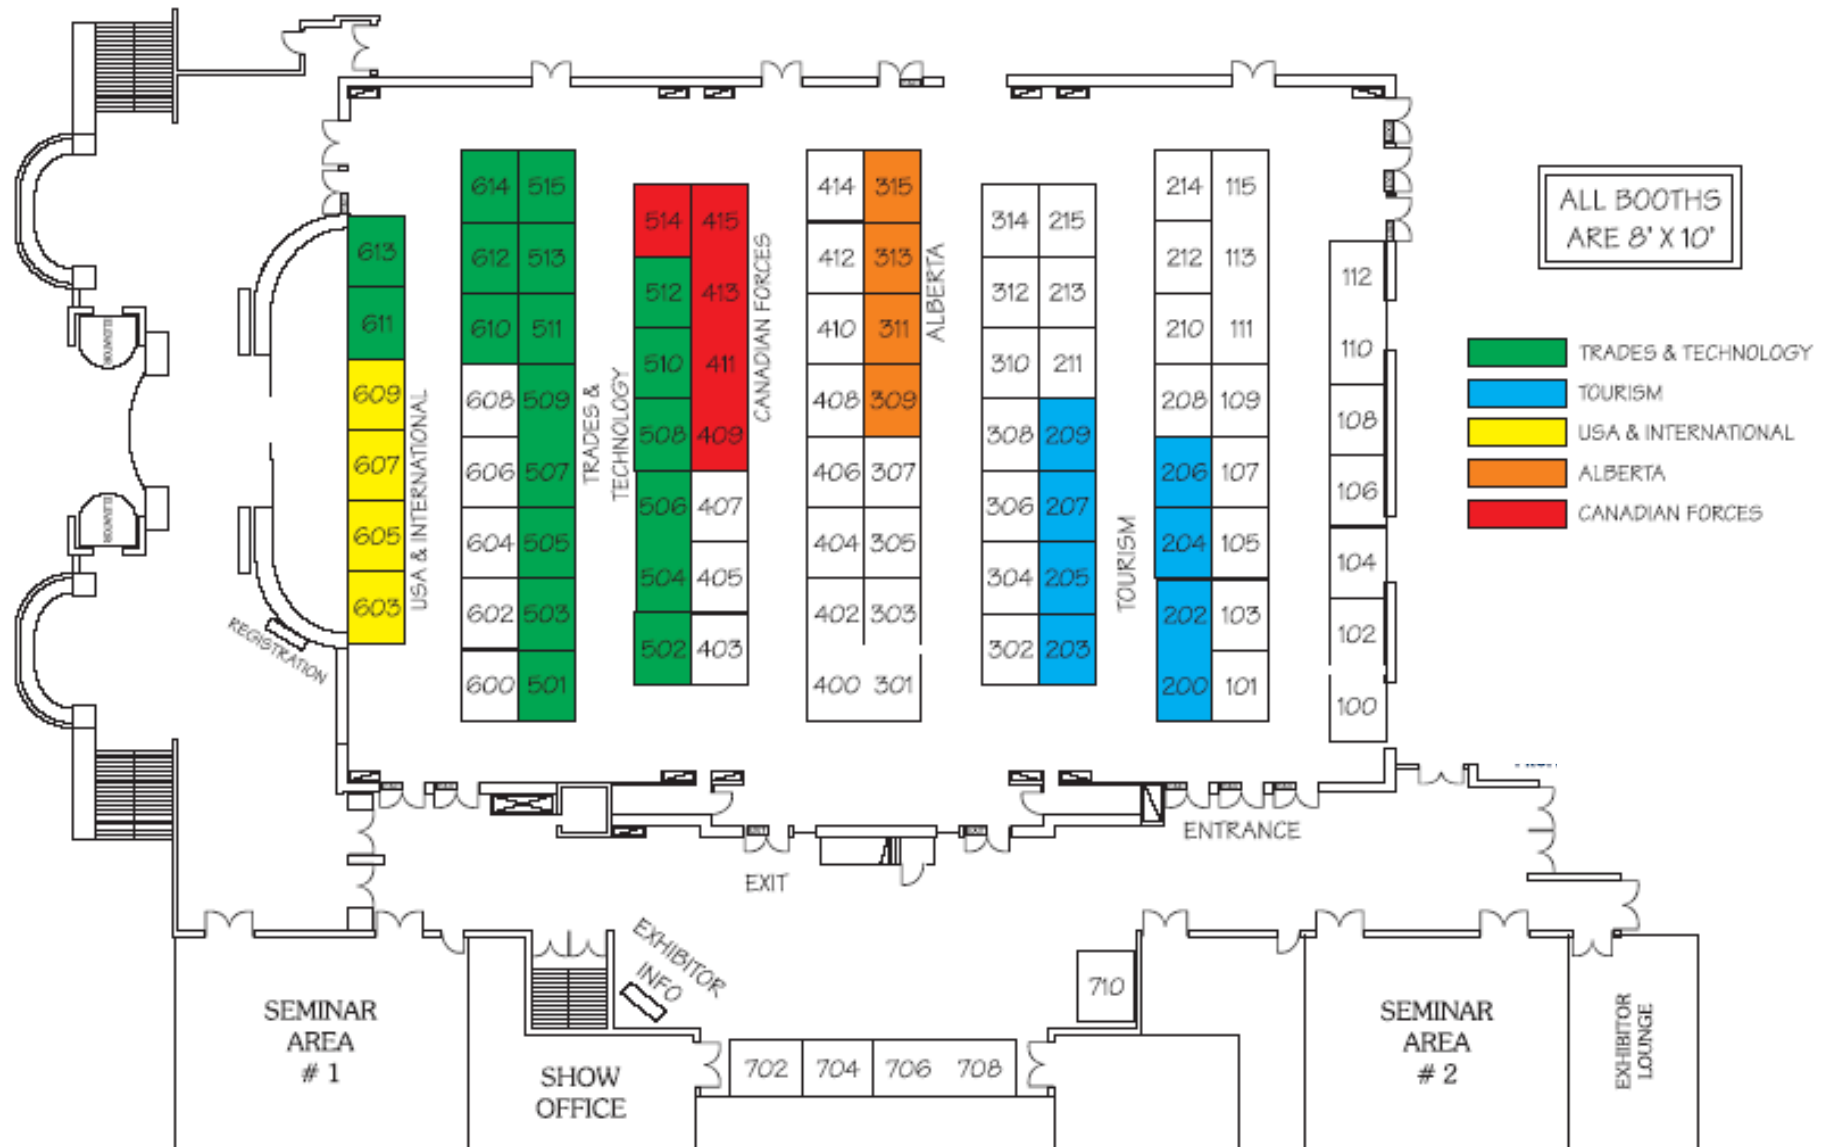 614 515
414 315
214 115
514 415
314 215
613
612 513
412 313
212 113
ALL BOOTHS
ARE 8' X 10'
112
512 413
312 213
611
610 511
410 311
210 111
110
ELEVATOR
510 411
310 211
CANADIAN FORCES
ALBERTA
TRADES & TECHNOLOGY
TOURISM
USA & INTERNATIONAL
ALBERTA
CANADIAN FORCES
609
608 509
408 309
208 109
108
508 409
308 209
607
606 507
406 307
206 107
106
TRADES &
TECHNOLOGY
USA & INTERNATIONAL
506 407
306 207
ELEVATOR
605
604 505
404 305
204 105
104
504 405
304 205
TOURISM
603
602 503
402 303
202 103
102
REGISTRATION
502 403
302 203
600 501
400 301
200 101
100
ENTRANCE
EXIT
EXHIBITOR
INFO
710
SEMINAR
AREA
# 1
SHOW
OFFICE
702 704 706 708
SEMINAR
AREA
# 2
EXHIBITOR
LOUNGE